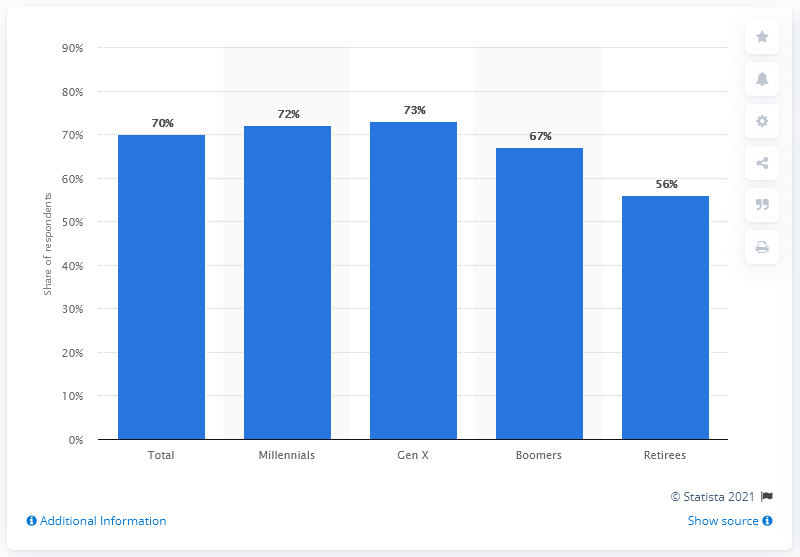 90%
80%
70%
60%
50%
40%
30%
20%
10%
0%
Share of respondents
70%
72%
73%
67%
56%
Total
Millennials
Gen X
Boomers
Retirees
© Statista 2021
Additional Information
Show source